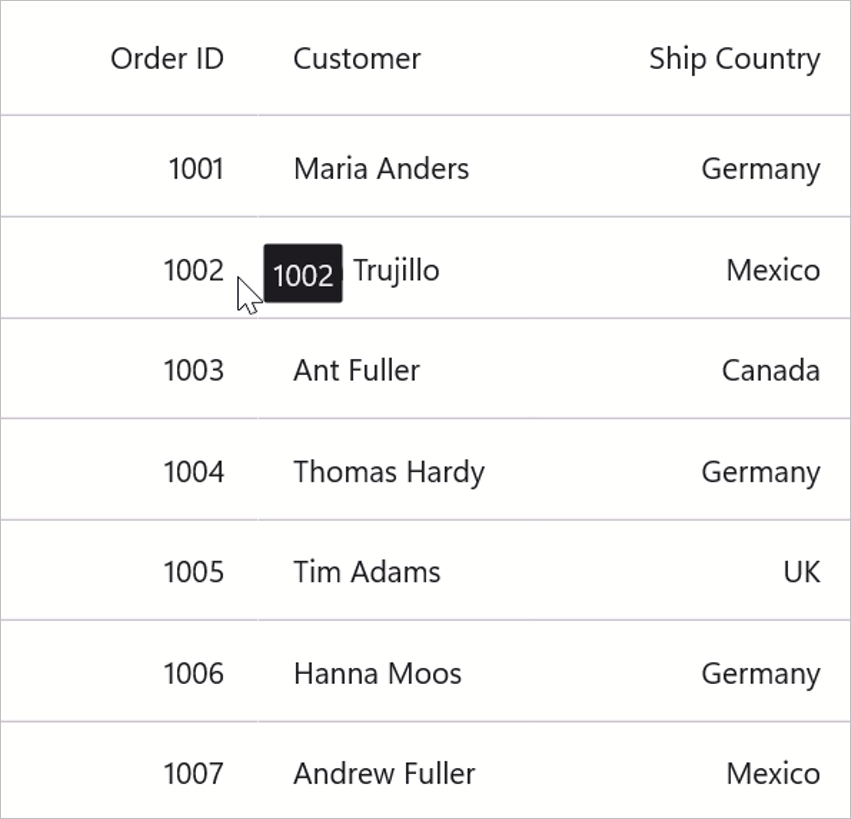 Order ID Customer Ship Country
1001 Maria Anders Germany
1002 1002 Trujillo Mexico
1003 Ant Fuller Canada
1004 Thomas Hardy Germany
1005 Tim Adams UK
1006 Hanna Moos Germany
1007 Andrew Fuller Mexico